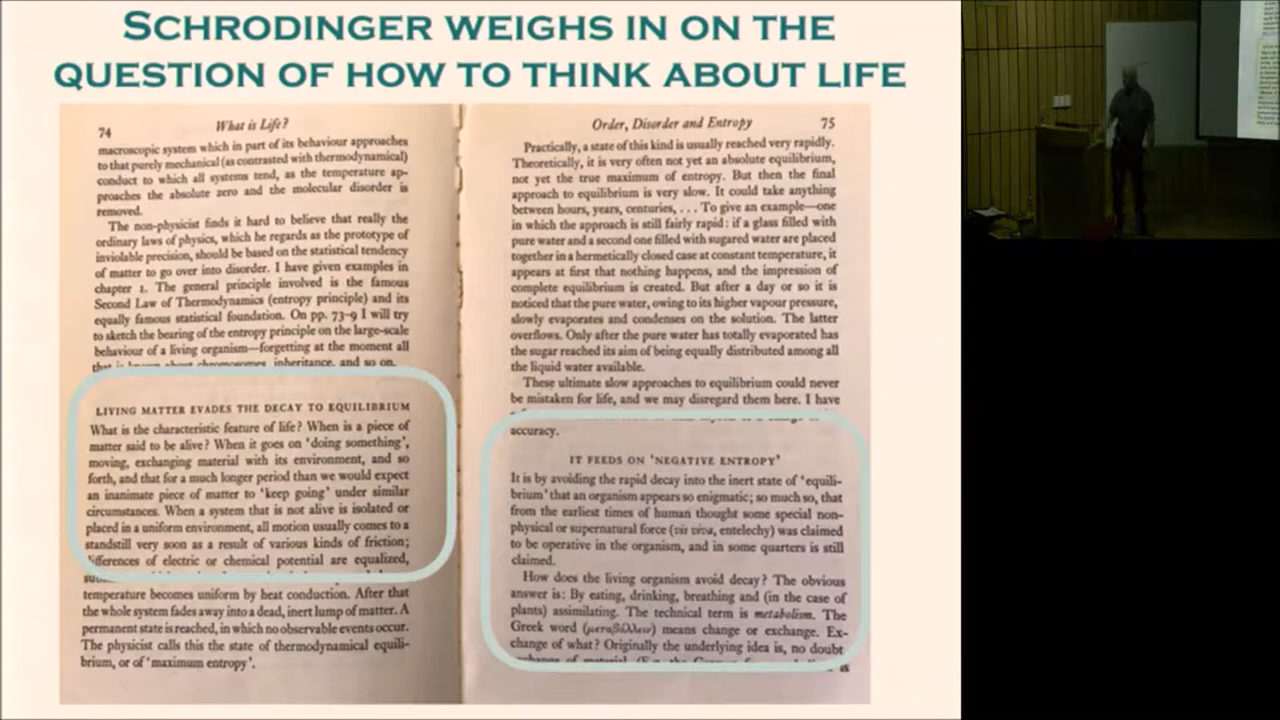 SCHRODINGER WEIGHS IN ON THE
QUESTION OF HOW TO THINK ABOUT LIFE
74 What is Life?
macroscopic system which in part of its behaviour approaches
to that purely mechanical (as contrasted with thermodynamical)
conduct to which all systems tend, as the temperature ap-
proaches the absolute zero and the molecular disorder is
removed.
The non-physicist finds it hard to believe that really the
ordinary laws of physics, which he regards as the prototype of
inviolable precision, should be based on the statistical tendency
of matter to go over into disorder. I have given examples in
chapter 1. The general principle involved is the famous
Second Law of Thermodynamics (entropy principle) and its
equally famous statistical foundation. On pp. 73-9 I will try
to sketch the bearing of the entropy principle on the large-scale
behaviour of a living organism—forgetting at the moment all
that is known about chromosomes, inheritance, and so on.
LIVING MATTER EVADES THE DECAY TO EQUILIBRIUM
What is the characteristic feature of life? When is a piece of
matter said to be alive? When it goes on 'doing something',
moving, exchanging material with its environment, and so
forth, and that for a much longer period than we would expect
an inanimate piece of matter to 'keep going' under similar
circumstances. When a system that is not alive is isolated or
placed in a uniform environment, all motion usually comes to a
standstill very soon as a result of various kinds of friction;
differences of electric or chemical potential are equalized,
temperature becomes uniform by heat conduction. After that
the whole system fades away into a dead, inert lump of matter. A
permanent state is reached, in which no observable events occur.
The physicist calls this the state of thermodynamical equili-
brium, or of 'maximum entropy'.
Order, Disorder and Entropy 75
Practically, a state of this kind is usually reached very rapidly.
Theoretically, it is very often not yet an absolute equilibrium,
not yet the true maximum of entropy. But then the final
approach to equilibrium is very slow. It could take anything
between hours, years, centuries, . . . To give an example—one
in which the approach is still fairly rapid: if a glass filled with
pure water and a second one filled with sugared water are placed
together in a hermetically closed case at constant temperature, it
appears at first that nothing happens, and the impression of
complete equilibrium is created. But after a day or so it is
noticed that the pure water, owing to its higher vapour pressure,
slowly evaporates and condenses on the solution. The latter
overflows. Only after the pure water has totally evaporated has
the sugar reached its aim of being equally distributed among all
the liquid water available.
These ultimate slow approaches to equilibrium could never
be mistaken for life, and we may disregard them here. I have
accuracy.
IT FEEDS ON 'NEGATIVE ENTROPY'
It is by avoiding the rapid decay into the inert state of 'equili-
brium' that an organism appears so enigmatic; so much so, that
from the earliest times of human thought some special non-
physical or supernatural force (vis viva, entelechy) was claimed
to be operative in the organism, and in some quarters is still
claimed.
How does the living organism avoid decay? The obvious
answer is: By eating, drinking, breathing and (in the case of
plants) assimilating. The technical term is metabolism. The
Greek word (μεταβάλλειν) means change or exchange. Ex-
change of what? Originally the underlying idea is, no doubt